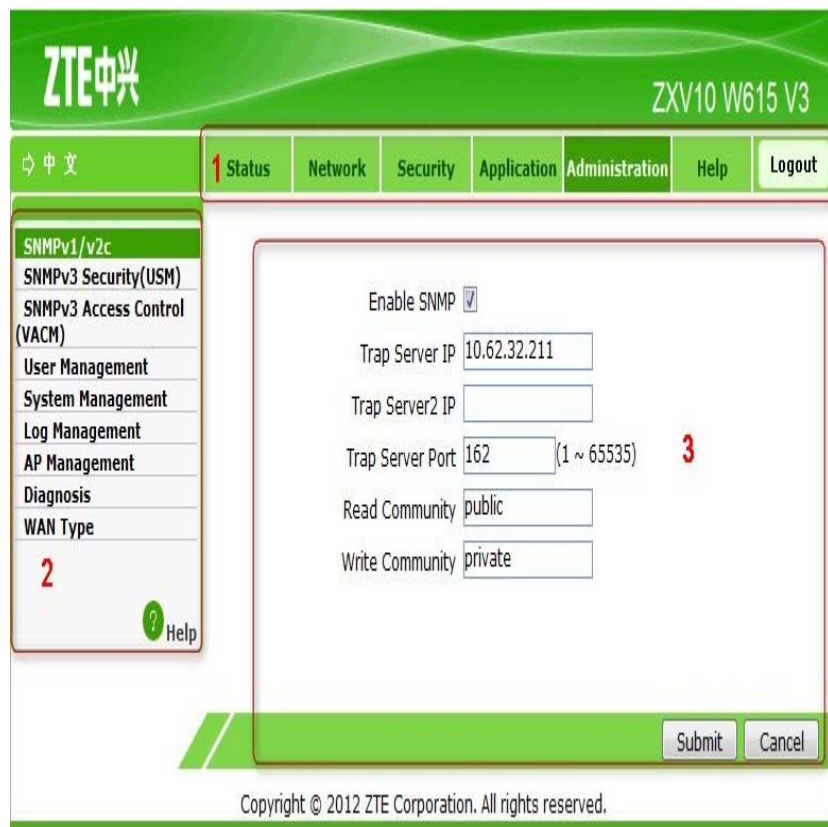 ZTE中兴
ZXV10 W615 V3
中文
1 Status Network Security Application Administration Help Logout
SNMPv1/v2c
SNMPv3 Security(USM)
SNMPv3 Access Control
(VACM)
User Management
System Management
Log Management
AP Management
Diagnosis
WAN Type
2
? Help
Enable SNMP
Trap Server IP 10.62.32.211
Trap Server2 IP
Trap Server Port 162 (1 ~ 65535)
3
Read Community public
Write Community private
Submit Cancel
Copyright © 2012 ZTE Corporation. All rights reserved.